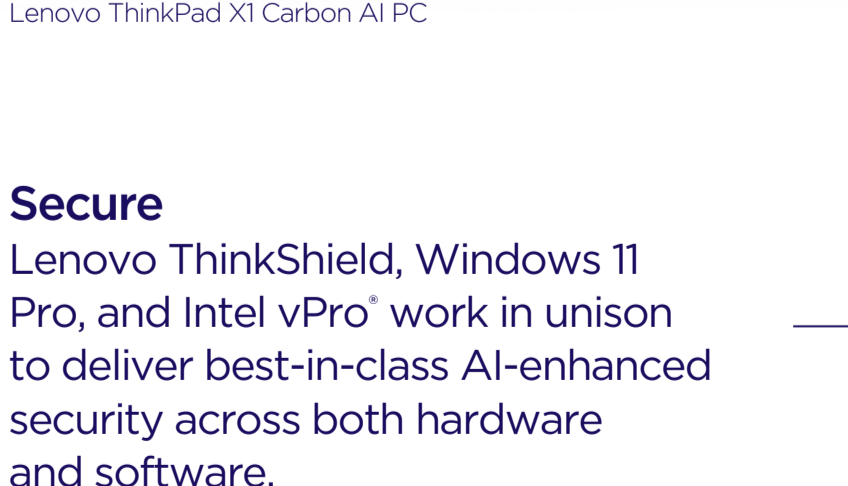 Lenovo ThinkPad X1 Carbon AI PC
Secure
Lenovo ThinkShield, Windows 11
Pro, and Intel vPro® work in unison
to deliver best-in-class AI-enhanced
security across both hardware
and software.